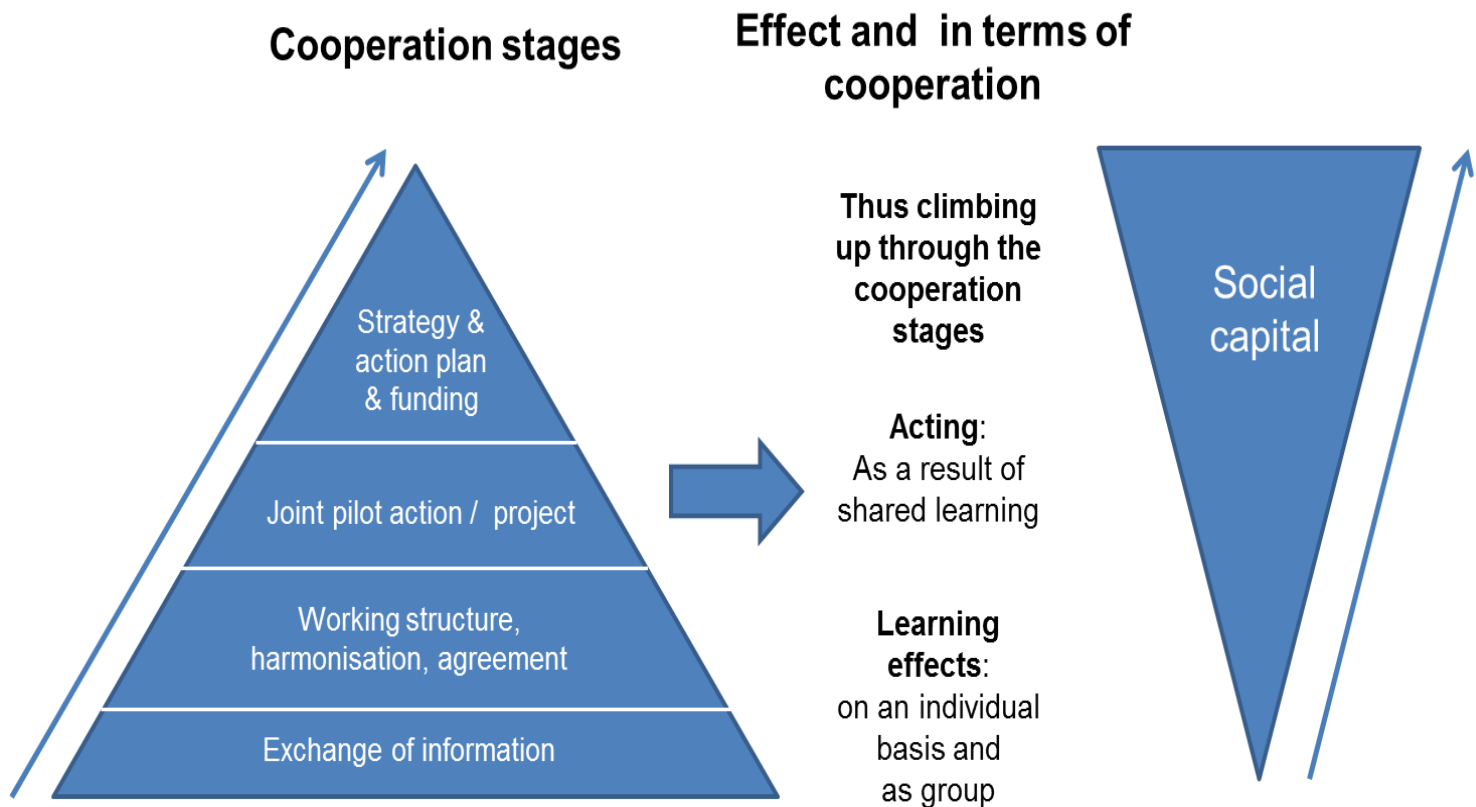 Cooperation stages
Effect and  in terms of
cooperation
Strategy &
action plan
& funding
Joint pilot action /  project
Working structure,
harmonisation, agreement
Exchange of information
Thus climbing
up through the
cooperation
stages
Acting:
As a result of
shared learning
Learning
effects:
on an individual
basis and
as group
Social
capital